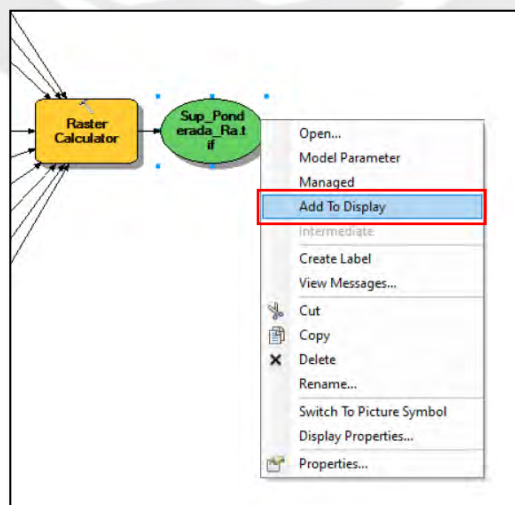 Raster
Calculator
Sup_Pond
erada_Ra.t
if
Open...
Model Parameter
Managed
Add To Display
Intermediate
Create Label
View Messages...
Cut
Copy
Delete
Rename...
Switch To Picture Symbol
Display Properties...
Properties...